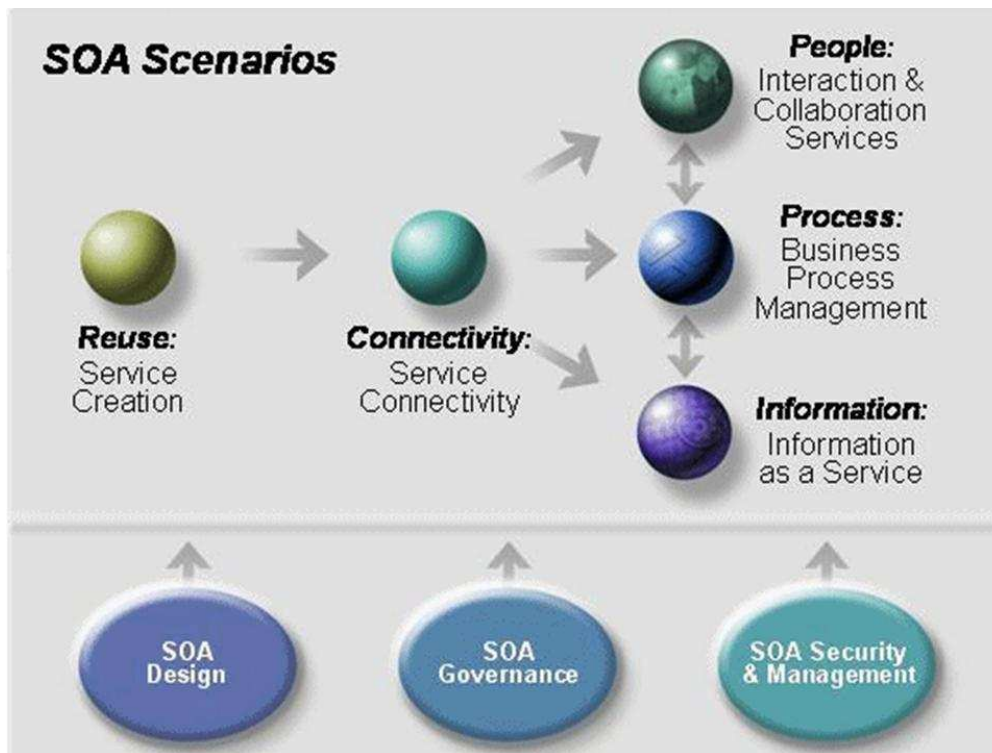 SOA Scenarios
People:
Interaction &
Collaboration
Services
Process:
Business
Process
Management
Reuse:
Service
Creation
Connectivity:
Service
Connectivity
Information:
Information
as a Service
SOA
Design
SOA
Governance
SOA Security
& Management